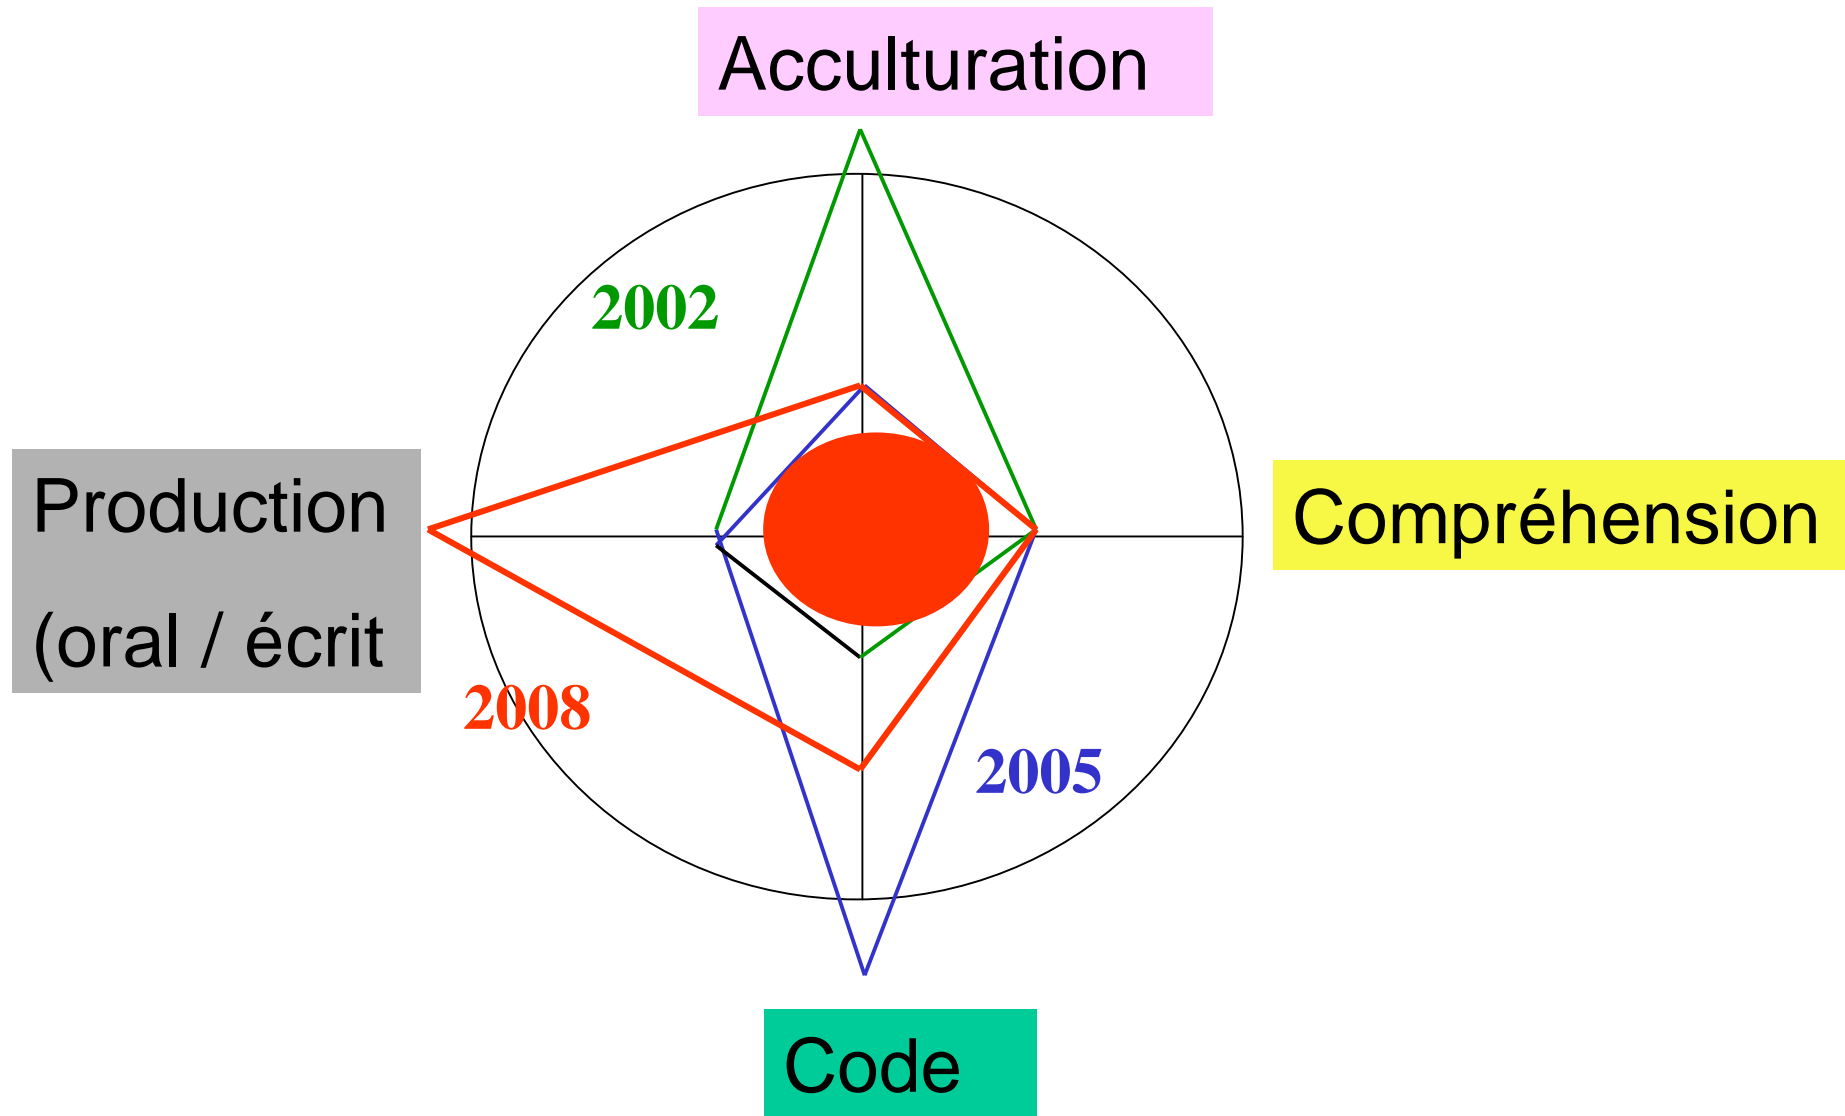 Acculturation
2002
Production
(oral / écrit
Compréhension
2008
2005
Code